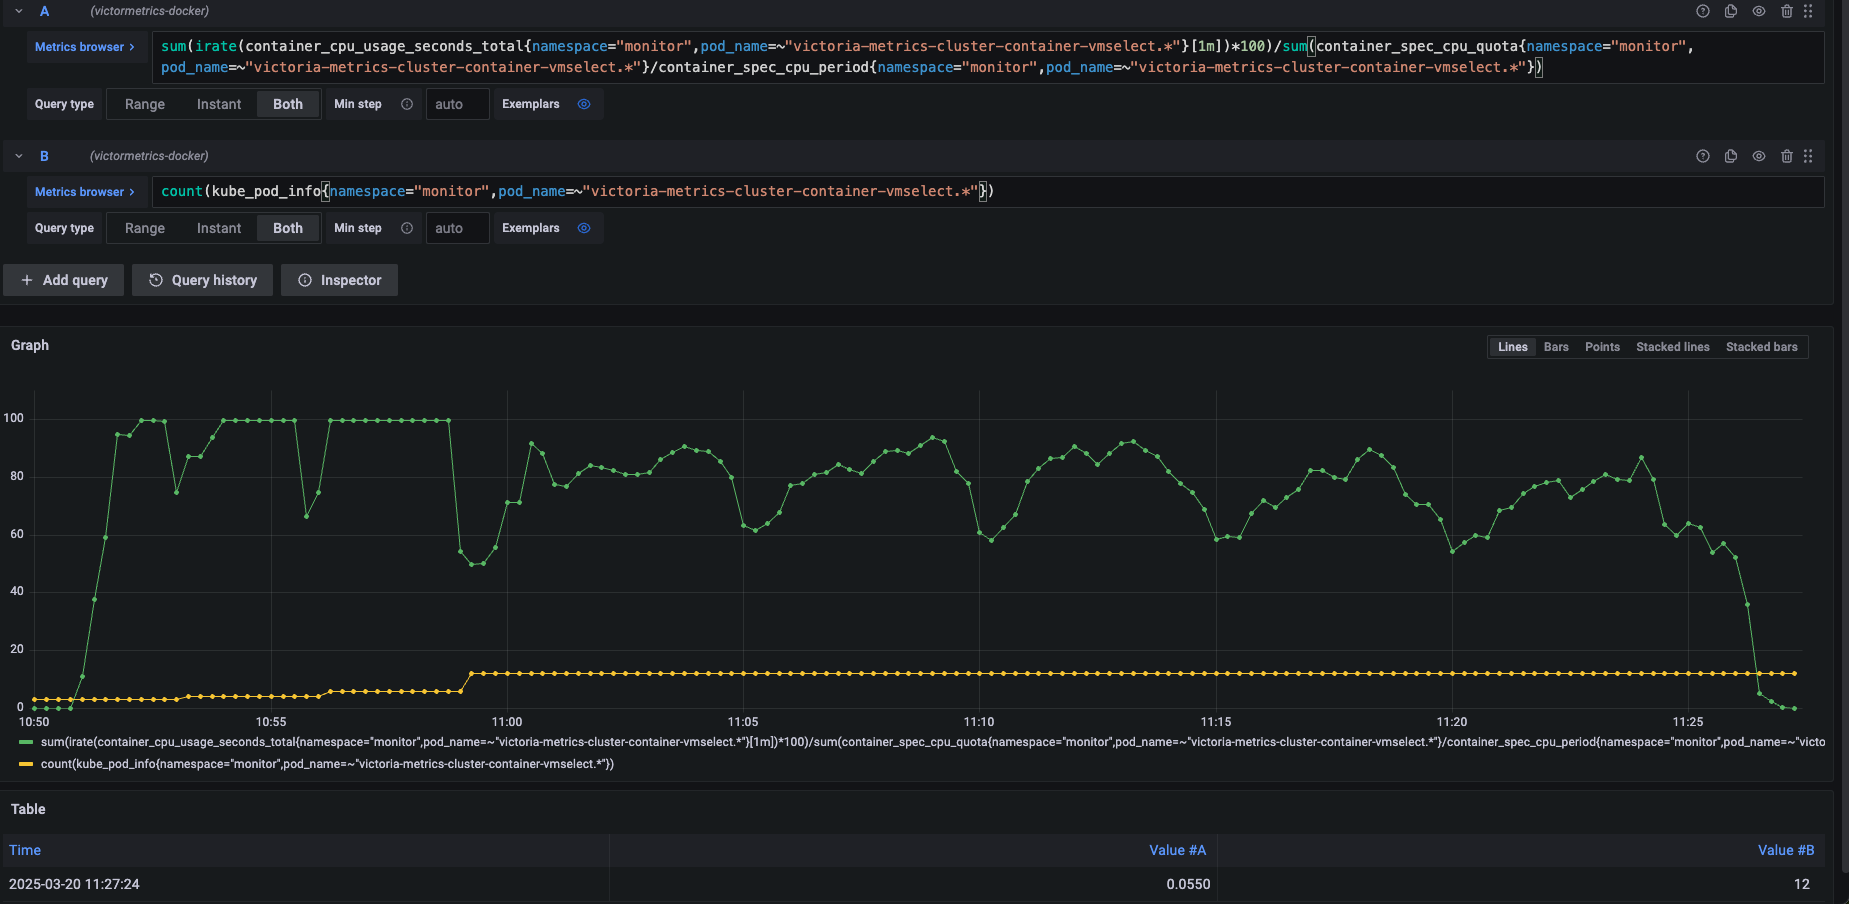 A (victormetrics-docker)
Metrics browser > sum(irate(container_cpu_usage_seconds_total{namespace="monitor",pod_name=~"victoria-metrics-cluster-container-vmselect.*"}[1m])*100)/sum(container_spec_cpu_quota{namespace="monitor",
pod_name=~"victoria-metrics-cluster-container-vmselect.*"}/container_spec_cpu_period{namespace="monitor",pod_name=~"victoria-metrics-cluster-container-vmselect.*"})
Query type Range Instant Both Min step auto Exemplars
B (victormetrics-docker)
Metrics browser > count(kube_pod_info{namespace="monitor",pod_name=~"victoria-metrics-cluster-container-vmselect.*"})
Query type Range Instant Both Min step auto Exemplars
+ Add query Query history Inspector
Graph
Lines Bars Points Stacked lines Stacked bars
100
80
60
40
20
0
10:50 10:55 11:00 11:05 11:10 11:15 11:20 11:25
sum(irate(container_cpu_usage_seconds_total{namespace="monitor",pod_name=~"victoria-metrics-cluster-container-vmselect.*"}[1m])*100)/sum(container_spec_cpu_quota{namespace="monitor",pod_name=~"victoria-metrics-cluster-container-vmselect.*"}/container_spec_cpu_period{namespace="monitor",pod_name=~"victo
count(kube_pod_info{namespace="monitor",pod_name=~"victoria-metrics-cluster-container-vmselect.*"})
Table
Time Value #A Value #B
2025-03-20 11:27:24 0.0550 12